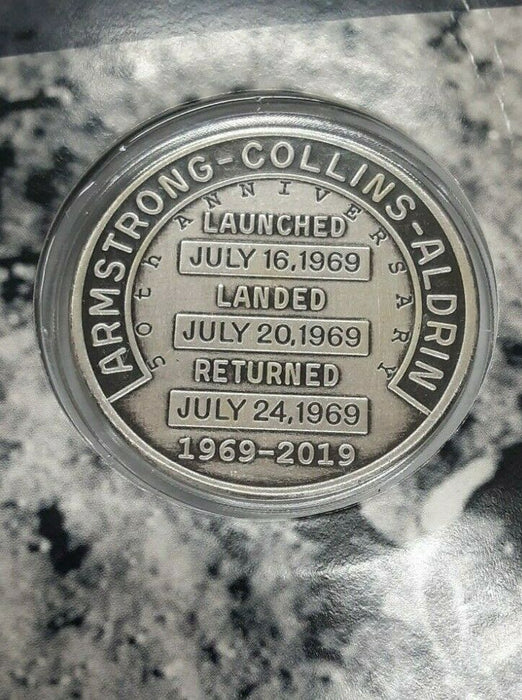 ARMSTRONG-COLLINS-ALDRIN
50th ANNIVERSARY
LAUNCHED
JULY 16,1969
LANDED
JULY 20,1969
RETURNED
JULY 24,1969
1969-2019